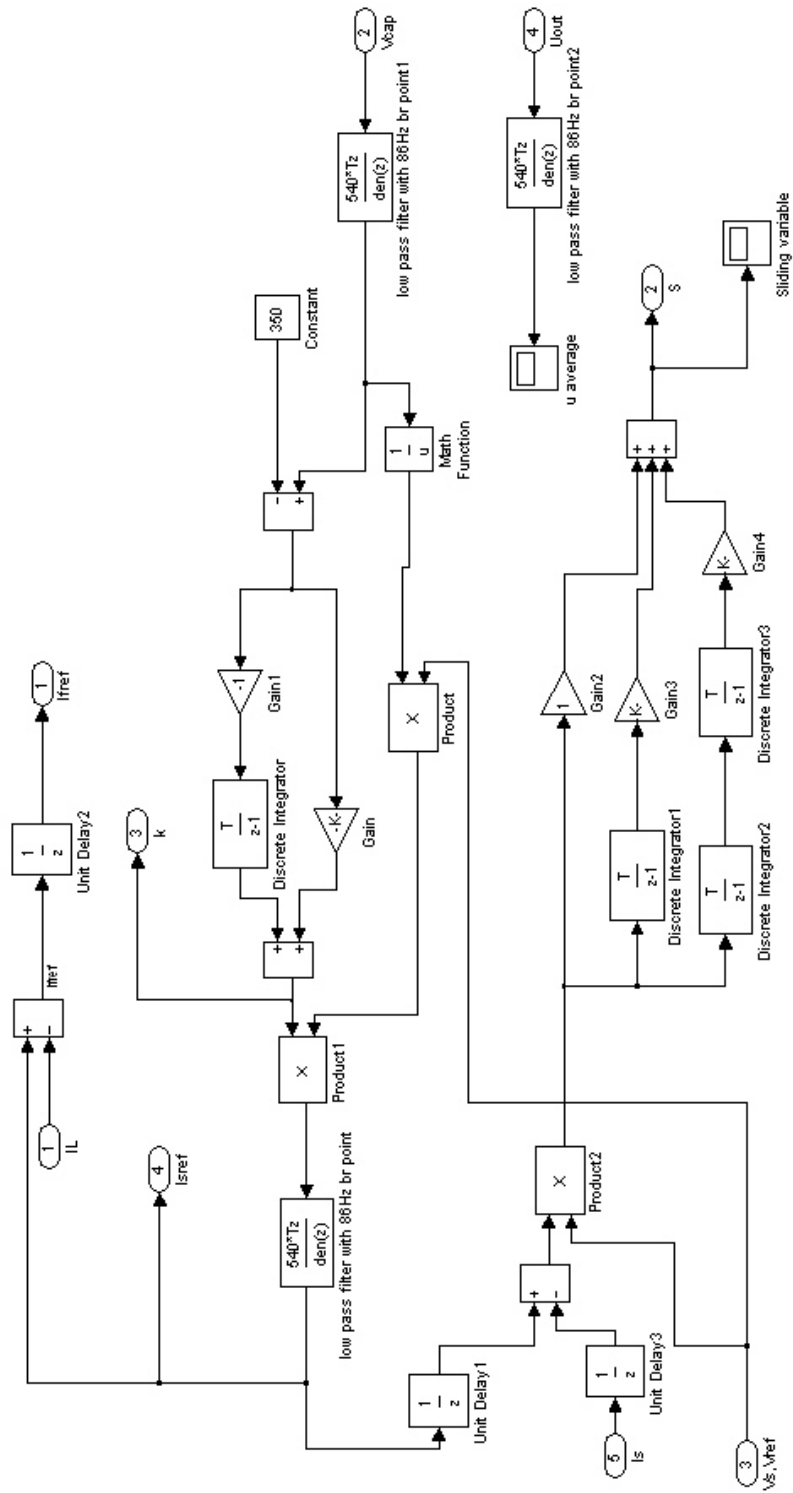 1
IL
+
-
1
z
Unit Delay2
1
Ifref
4
Isref
3
k
540*Tz
den(z)
low pass filter with 86Hz br point
X
Product1
+
+
T
z-1
Discrete Integrator
-1
Gain1
-K-
Gain
-
+
350
Constant
540*Tz
den(z)
low pass filter with 86Hz br point1
2
Vcap
1
u
Math
Function
X
Product
1
z
Unit Delay1
5
Is
1
z
Unit Delay3
+
-
3
Vs,Vref
X
Product2
1
Gain2
T
z-1
Discrete Integrator1
K-
Gain3
T
z-1
Discrete Integrator2
T
z-1
Discrete Integrator3
K-
Gain4
+
+
+
2
S
Sliding variable
u average
540*Tz
den(z)
low pass filter with 86Hz br point2
4
Uout